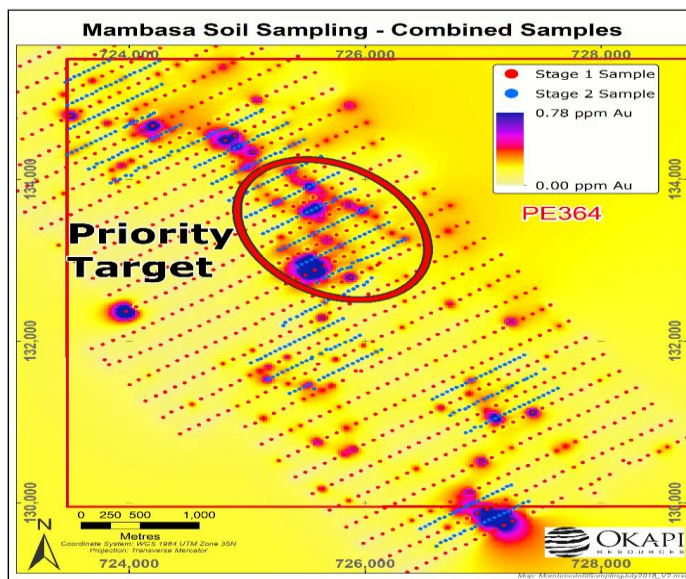 Mambasa Soil Sampling - Combined Samples
724,000
726,000
728,000
Stage 1 Sample
Stage 2 Sample
0.78 ppm Au
0.00 ppm Au
134,000
134,000
PE364
Priority
Target
132,000
132,000
130,000
130,000
0 250 500 1,000
Metres
N
Coordinate System: WGS 1984 UTM Zone 35N
Projection: Transverse Mercator
724,000
726,000
728,000
OKAPI
RESOURCES